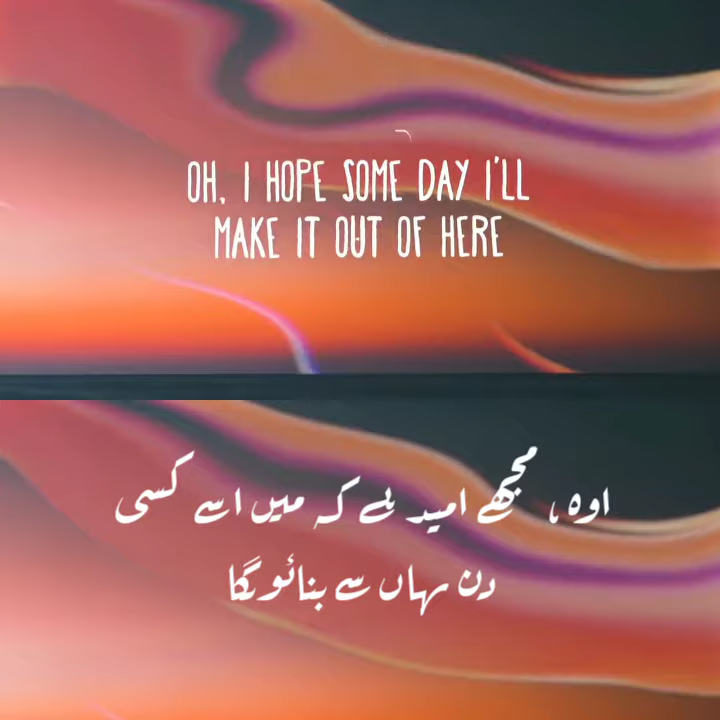 OH, I HOPE SOME DAY I'LL
MAKE IT OUT OF HERE
اوہ، مجھے امید ہے کہ میں اسے کسی
دن یہاں سے بنائونگا